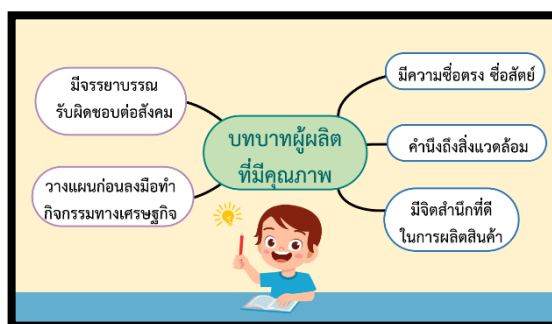 บทบาทผู้ผลิต
ที่มีคุณภาพ
มีจรรยาบรรณ
รับผิดชอบต่อสังคม
วางแผนก่อนลงมือทำ
กิจกรรมทางเศรษฐกิจ
มีความซื่อตรง ซื่อสัตย์
คำนึงถึงสิ่งแวดล้อม
มีจิตสำนึกที่ดี
ในการผลิตสินค้า